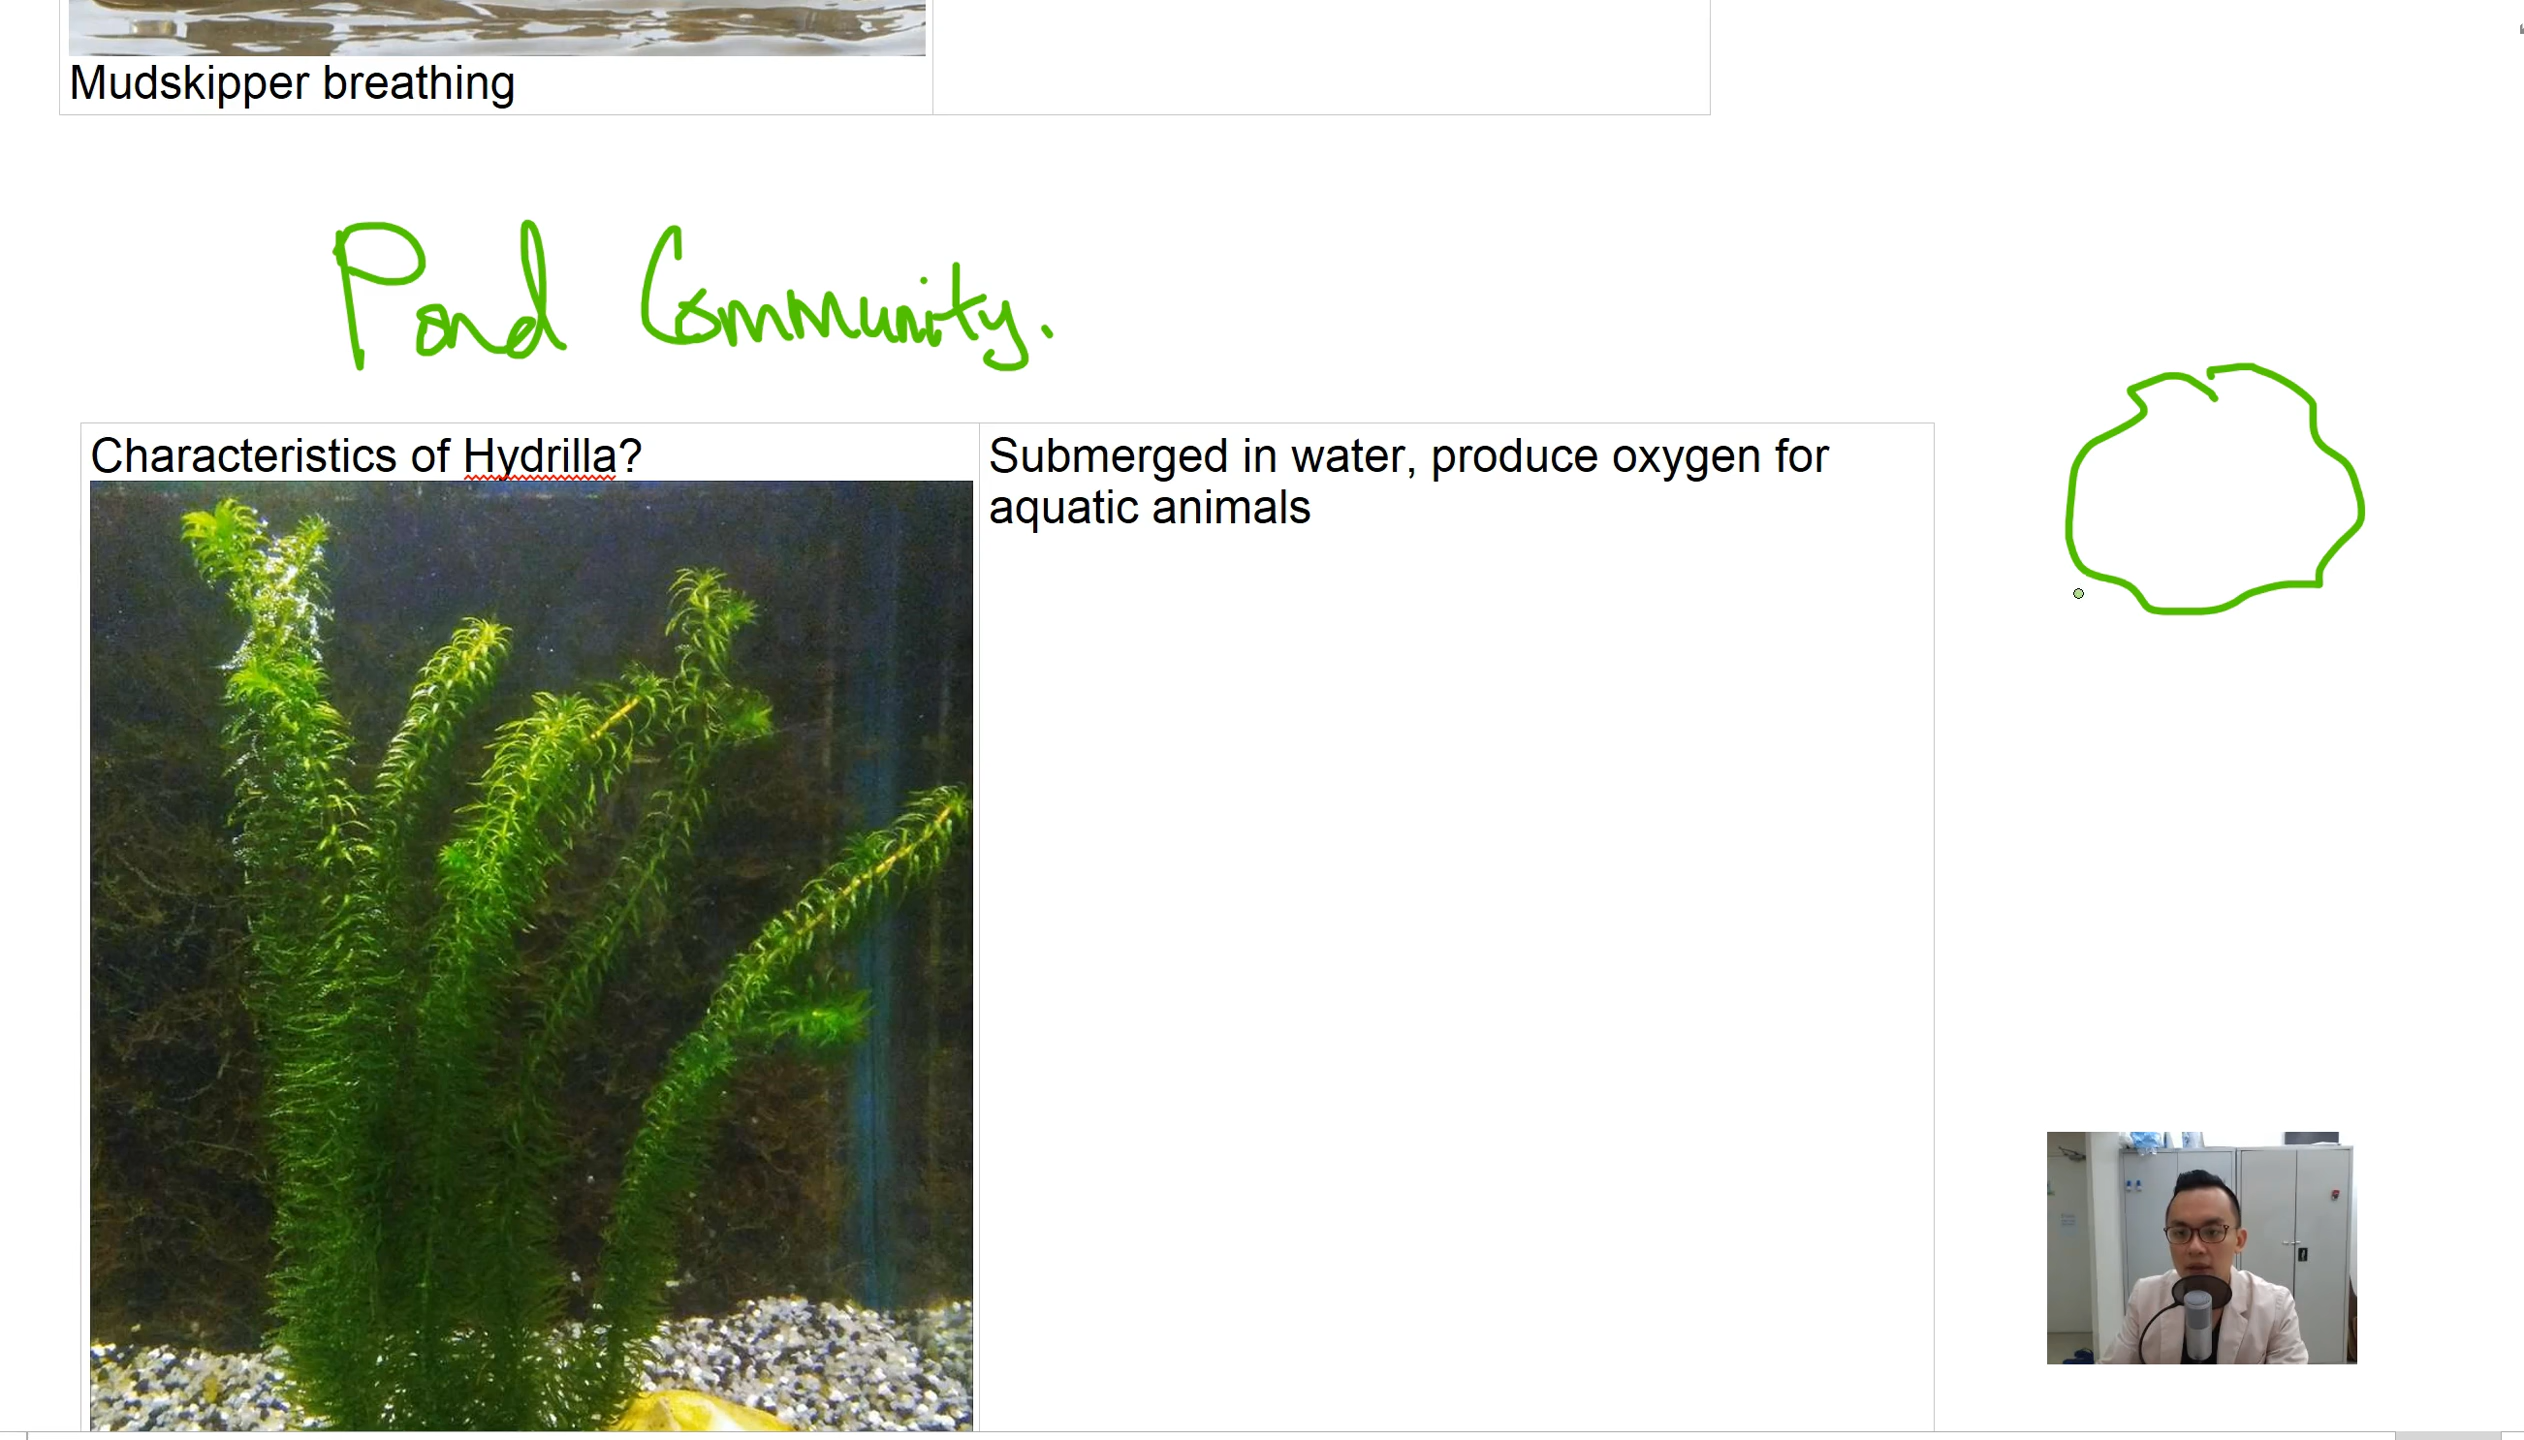 Mudskipper breathing
Pond Community.
Characteristics of Hydrilla?
Submerged in water, produce oxygen for
aquatic animals